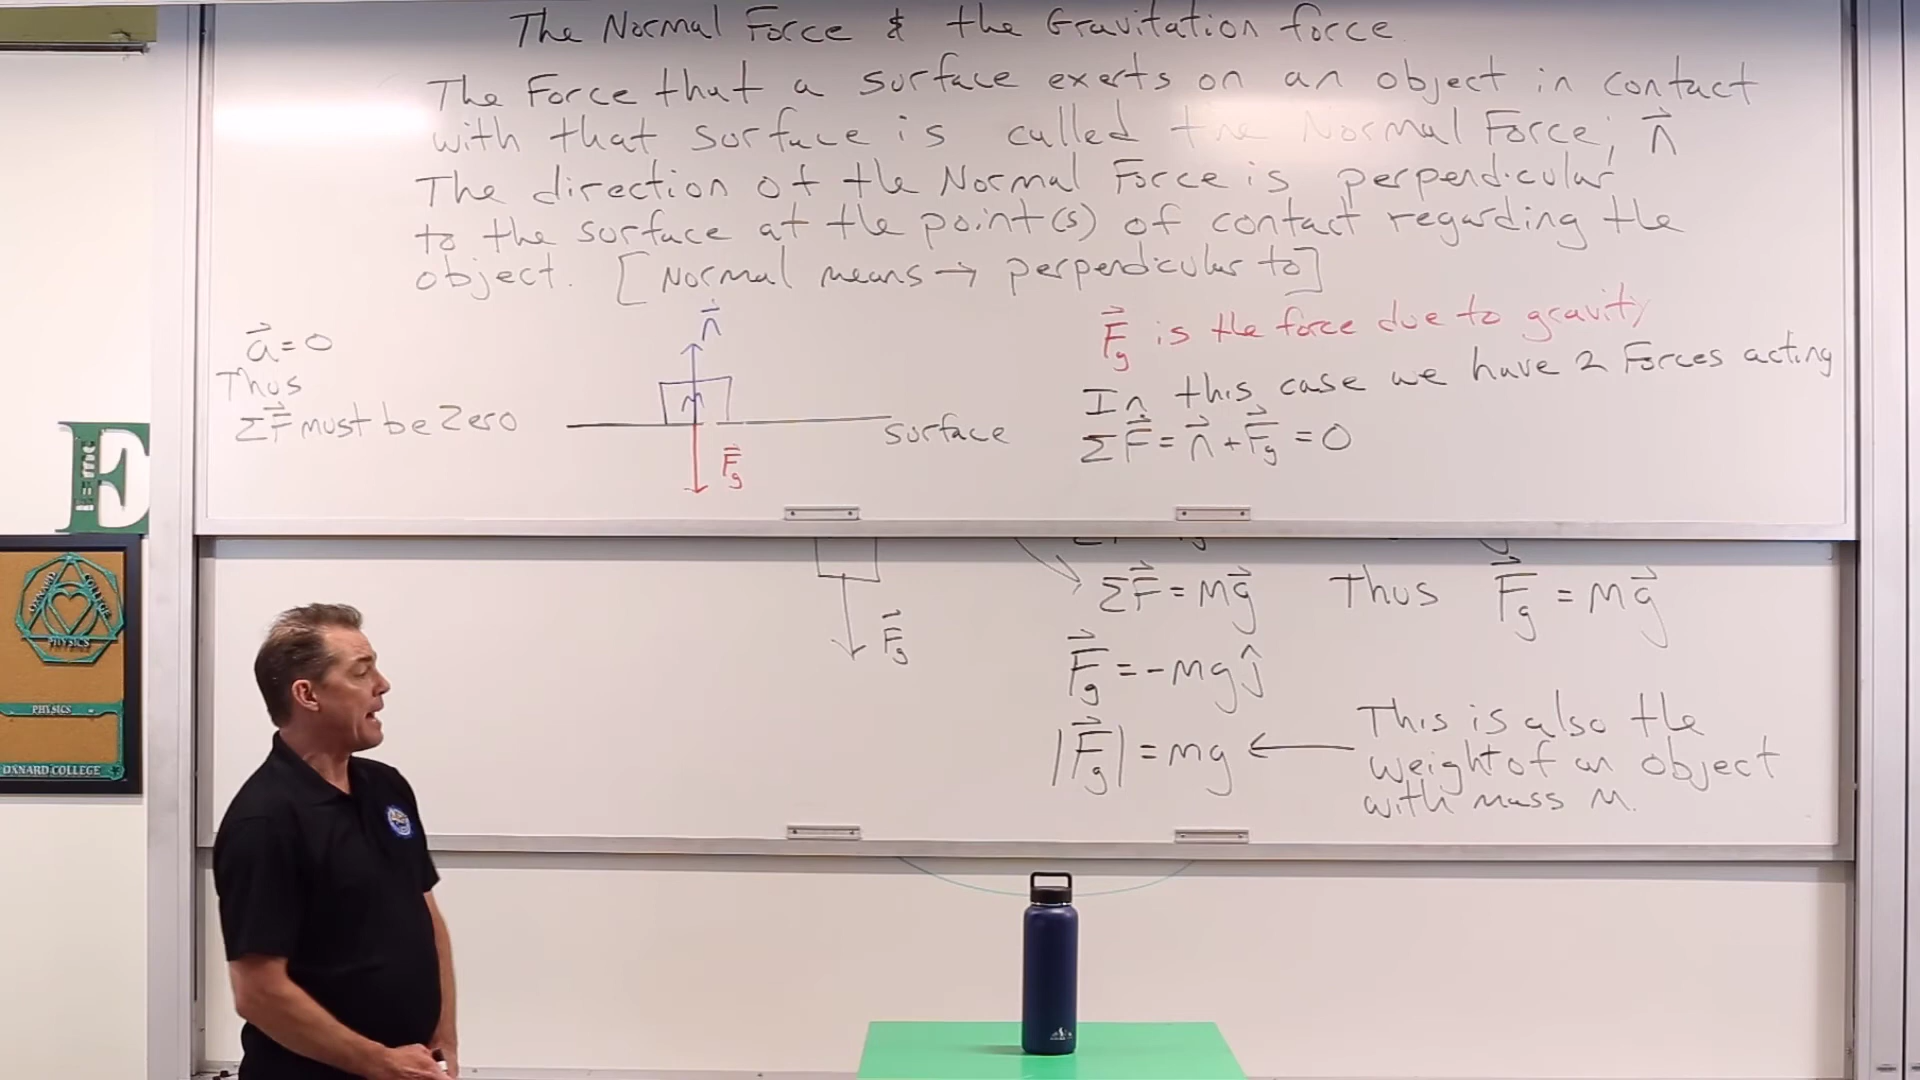 The Normal Force & the Gravitation force
The Force that a surface exerts on an object in contact
with that surface is called the Normal Force, n⃗
The direction of the Normal Force is perpendicular
to the surface at the point(s) of contact regarding the
object. [Normal means → perpendicular to]
a⃗ = 0
Thus
ΣF⃗ must be Zero
n⃗
m
F⃗g
surface
F⃗g is the force due to gravity
In this case we have 2 Forces acting
ΣF⃗ = n⃗ + F⃗g = 0
ΣF⃗ = mg⃗ Thus F⃗g = mg⃗
F⃗g
F⃗g = -mgĵ
|F⃗g| = mg ← This is also the
weight of an object
with mass m.
E=mc²
OXNARD COLLEGE
PHYSICS
PHYSICS
OXNARD COLLEGE